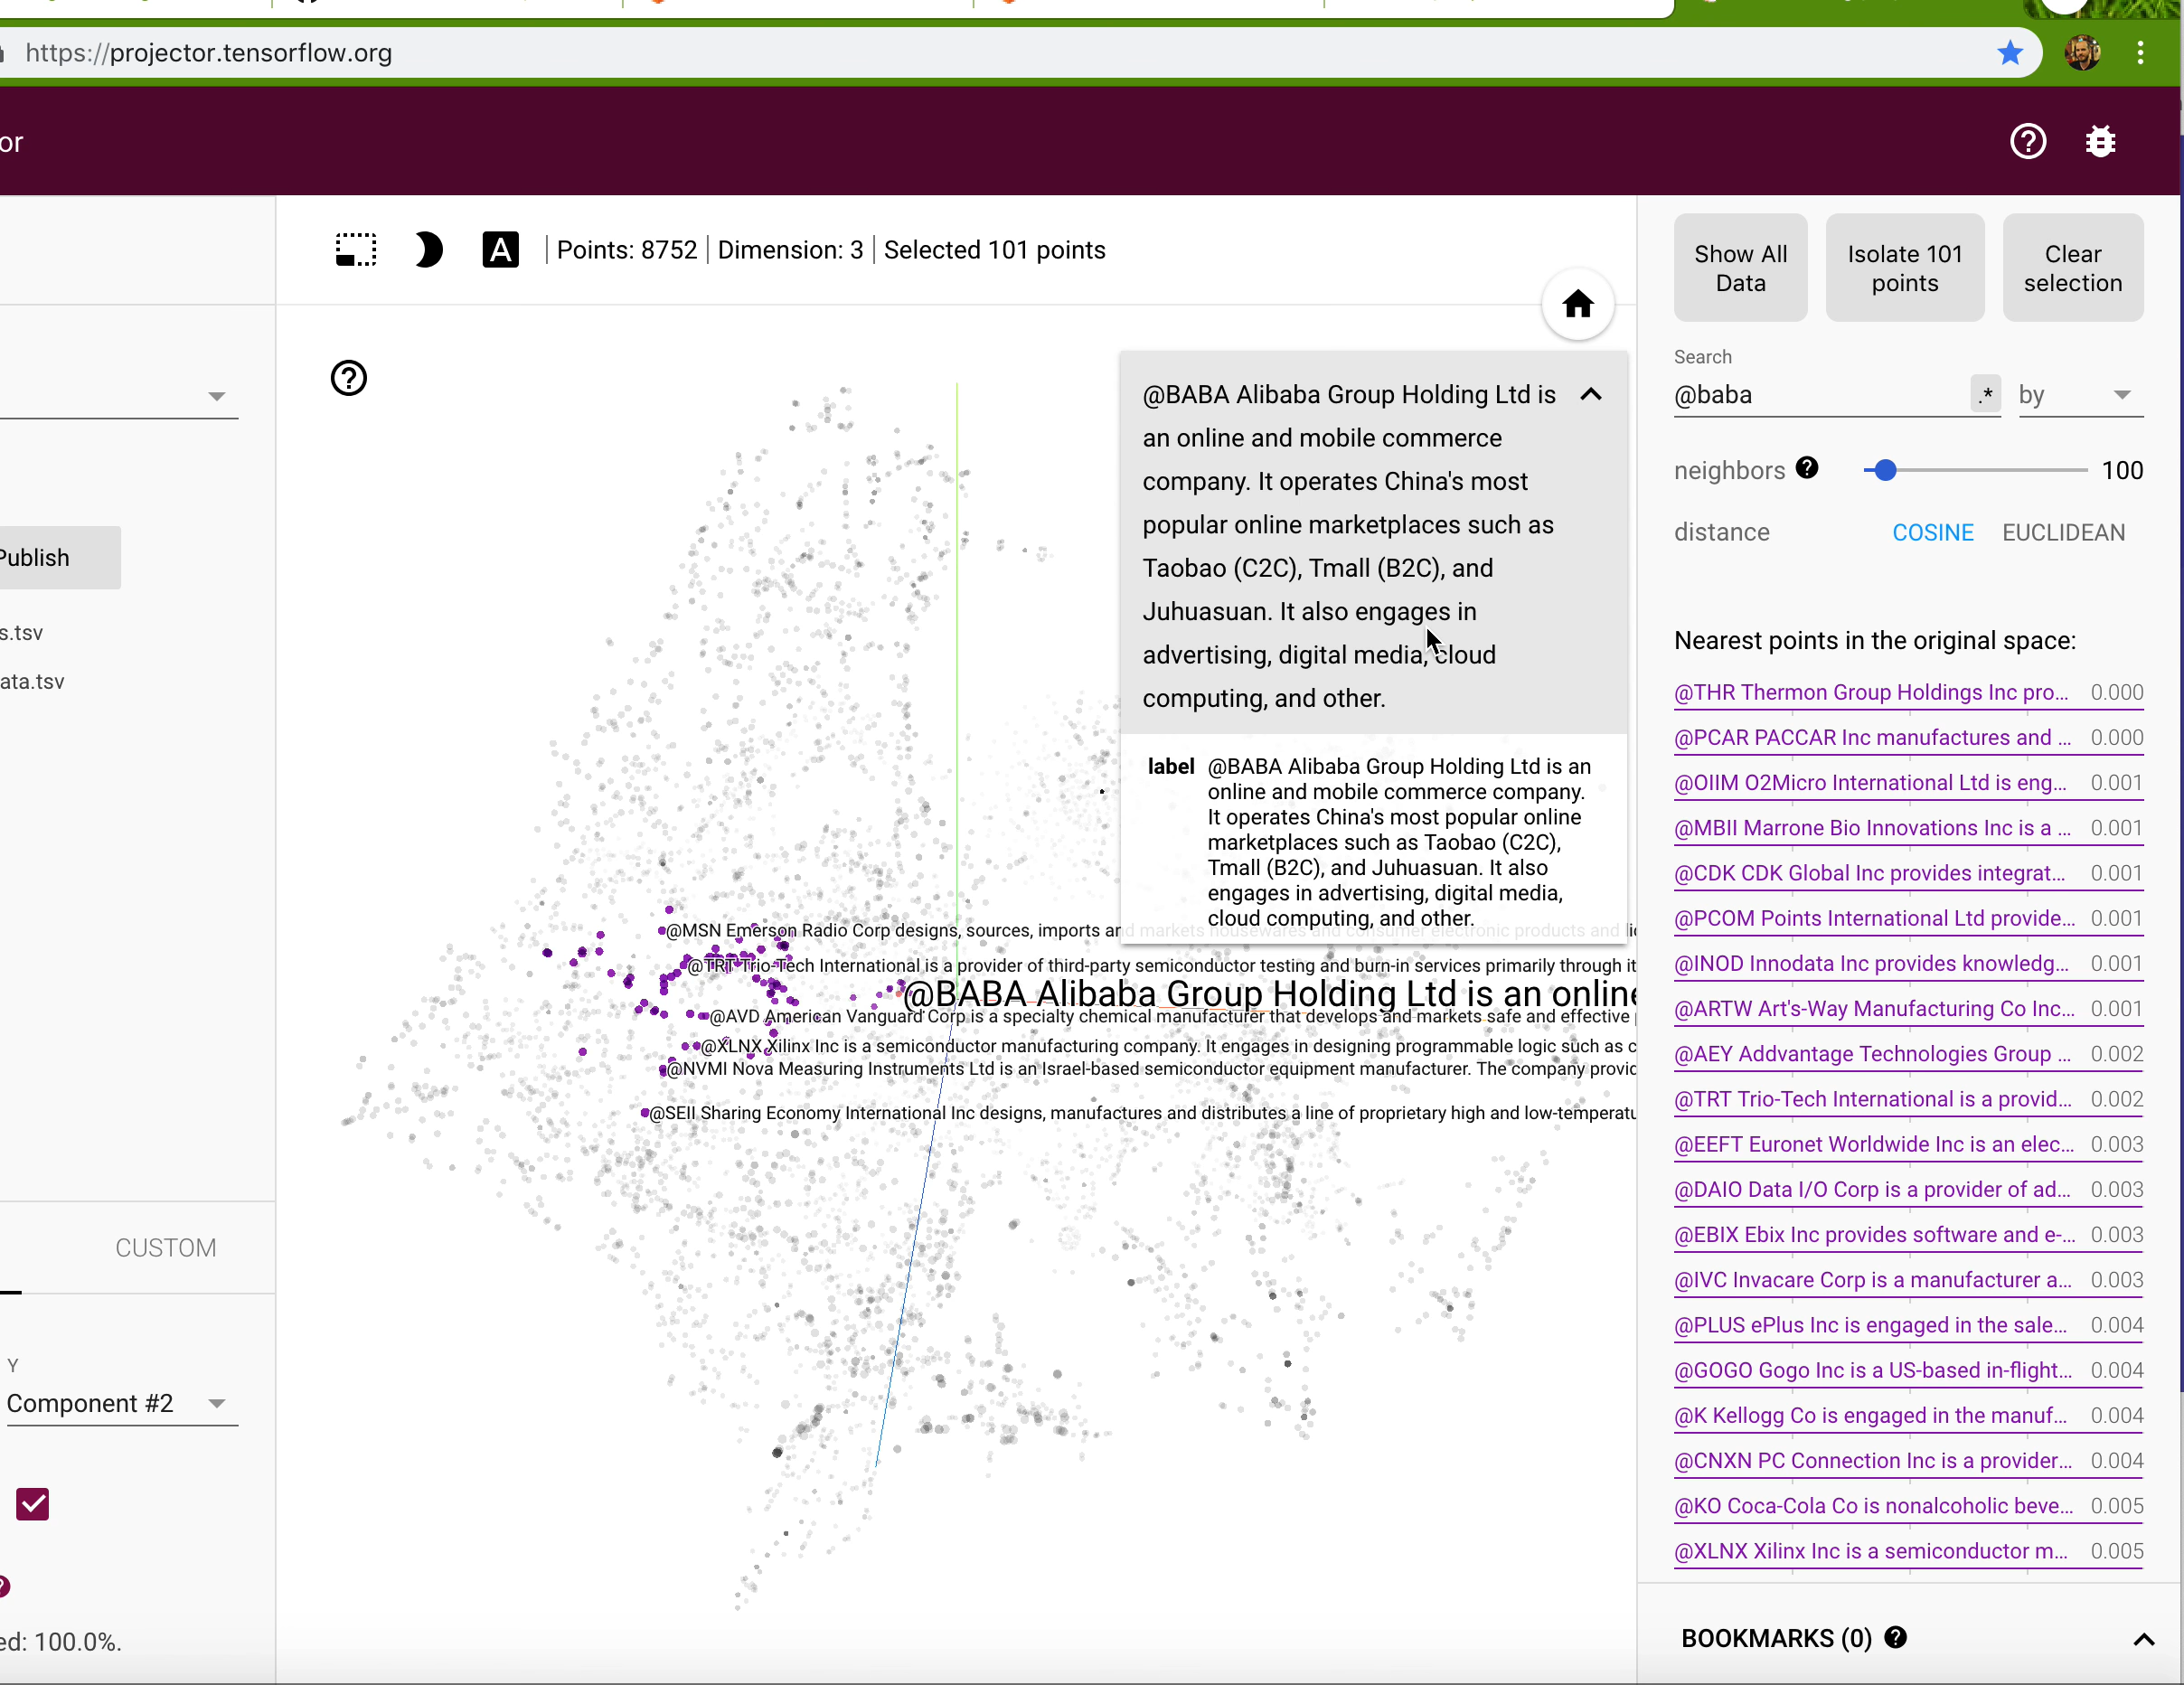 https://projector.tensorflow.org
or
Points: 8752 | Dimension: 3 | Selected 101 points
Publish
s.tsv
ata.tsv
CUSTOM
Y
Component #2
ed: 100.0%.
@BABA Alibaba Group Holding Ltd is
an online and mobile commerce
company. It operates China's most
popular online marketplaces such as
Taobao (C2C), Tmall (B2C), and
Juhuasuan. It also engages in
advertising, digital media, cloud
computing, and other.
label @BABA Alibaba Group Holding Ltd is an
online and mobile commerce company.
It operates China's most popular online
marketplaces such as Taobao (C2C),
Tmall (B2C), and Juhuasuan. It also
engages in advertising, digital media,
cloud computing, and other.
@MSN Emerson Radio Corp designs, sources, imports and markets housewares and consumer electronic products and li
@TRT Trio-Tech International is a provider of third-party semiconductor testing and burn-in services primarily through it
@BABA Alibaba Group Holding Ltd is an online
@AVD American Vanguard Corp is a specialty chemical manufacturer that develops and markets safe and effective
@XLNX Xilinx Inc is a semiconductor manufacturing company. It engages in designing programmable logic such as c
@NVMI Nova Measuring Instruments Ltd is an Israel-based semiconductor equipment manufacturer. The company provid
@SEII Sharing Economy International Inc designs, manufactures and distributes a line of proprietary high and low-temperatu
Show All
Data
Isolate 101
points
Clear
selection
Search
@baba .* by
neighbors 100
distance COSINE EUCLIDEAN
Nearest points in the original space:
@THR Thermon Group Holdings Inc pro... 0.000
@PCAR PACCAR Inc manufactures and ... 0.000
@OIIM O2Micro International Ltd is eng... 0.001
@MBII Marrone Bio Innovations Inc is a ... 0.001
@CDK CDK Global Inc provides integrat... 0.001
@PCOM Points International Ltd provide... 0.001
@INOD Innodata Inc provides knowledg... 0.001
@ARTW Art's-Way Manufacturing Co Inc... 0.001
@AEY Addvantage Technologies Group ... 0.002
@TRT Trio-Tech International is a provid... 0.002
@EEFT Euronet Worldwide Inc is an elec... 0.003
@DAIO Data I/O Corp is a provider of ad... 0.003
@EBIX Ebix Inc provides software and e-... 0.003
@IVC Invacare Corp is a manufacturer a... 0.003
@PLUS ePlus Inc is engaged in the sale... 0.004
@GOGO Gogo Inc is a US-based in-flight... 0.004
@K Kellogg Co is engaged in the manuf... 0.004
@CNXN PC Connection Inc is a provider... 0.004
@KO Coca-Cola Co is nonalcoholic beve... 0.005
@XLNX Xilinx Inc is a semiconductor m... 0.005
BOOKMARKS (0)